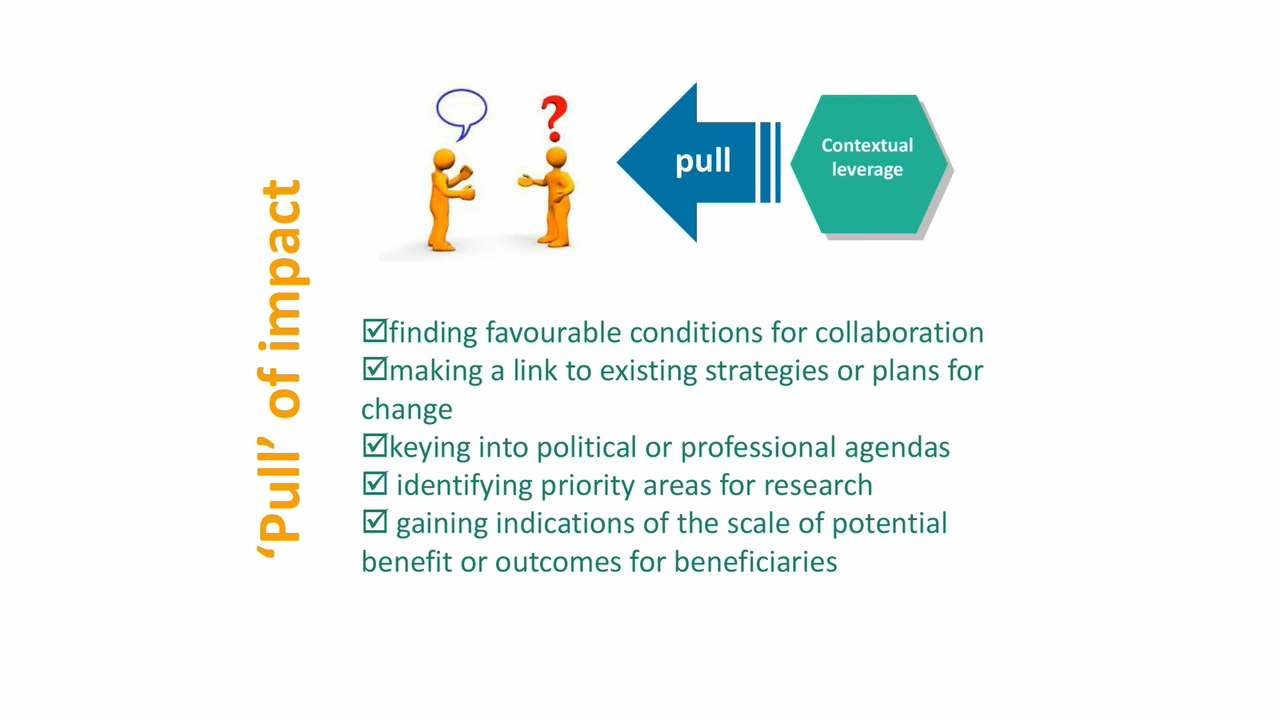 ‘Pull’ of impact
?
pull
Contextual
leverage
☑finding favourable conditions for collaboration
☑making a link to existing strategies or plans for
change
☑keying into political or professional agendas
☑ identifying priority areas for research
☑ gaining indications of the scale of potential
benefit or outcomes for beneficiaries